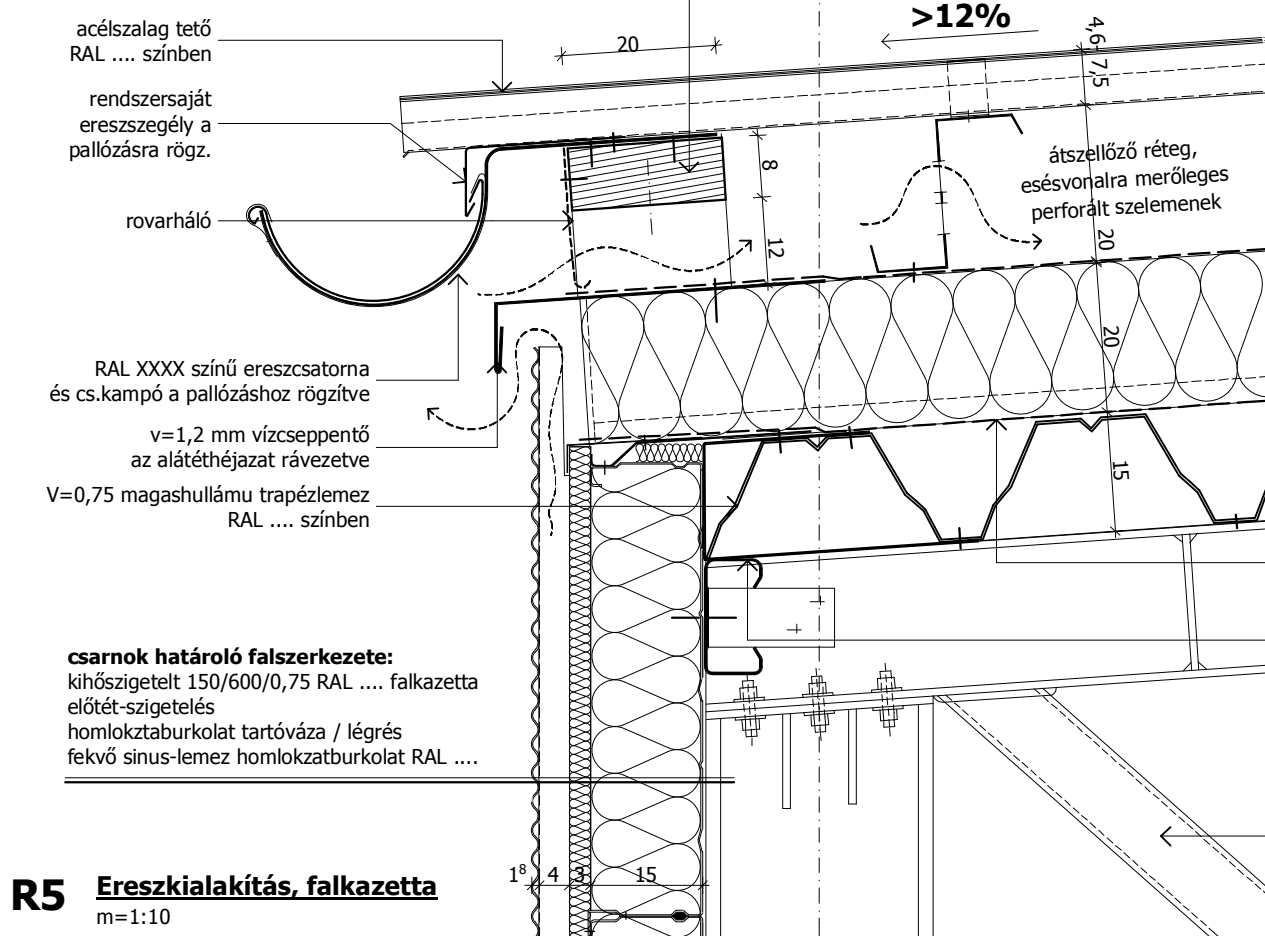 acélszalag tető
RAL .... színben
rendszersaját
ereszszegély a
pallózásra rögz.
rovarháló
RAL XXXX színű ereszcsatorna
és cs.kampó a pallózáshoz rögzítve
v=1,2 mm vízcseppentő
az alátéthéjazat rávezetve
V=0,75 magashullámu trapézlemez
RAL .... színben
>12%
20
4,6-7,5
8
12
átszellőző réteg,
esésvonalra merőleges
perforált szelemenek
20
20
15
csarnok határoló falszerkezete:
kihőszigetelt 150/600/0,75 RAL .... falkazetta
előtét-szigetelés
homlokztaburkolat tartóváza / légrés
fekvő sinus-lemez homlokzatburkolat RAL ....
1⁸ 4 3 15
R5 Ereszkialakítás, falkazetta
m=1:10